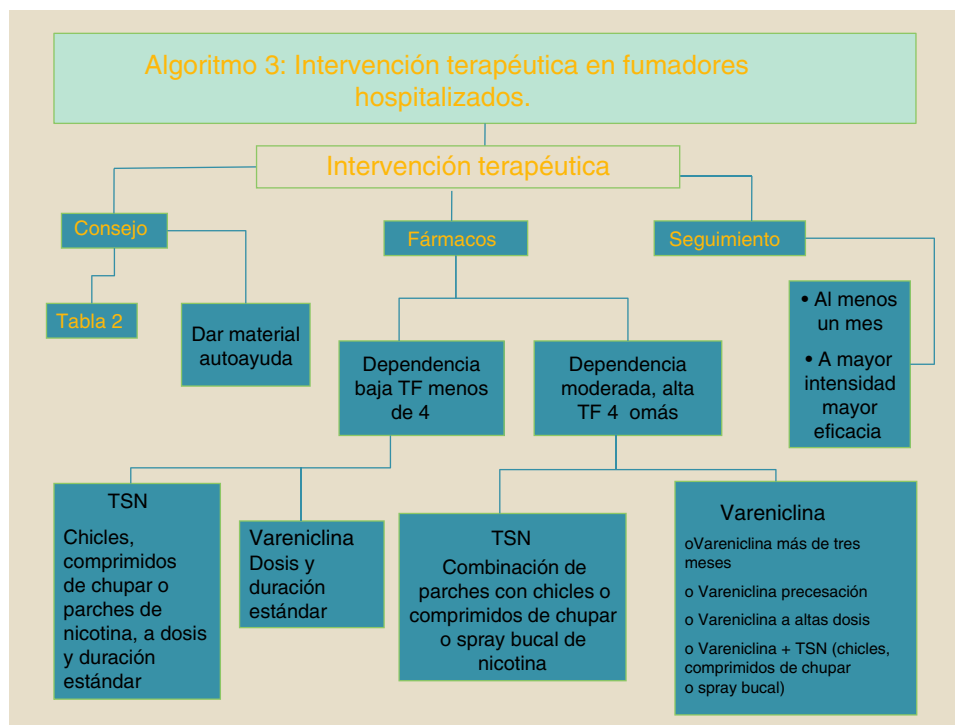 Algoritmo 3: Intervención terapéutica en fumadores
hospitalizados.
Intervención terapéutica
Consejo
Fármacos
Seguimiento
Tabla 2
Dar material
autoayuda
Dependencia
baja TF menos
de 4
Dependencia
moderada, alta
TF 4 omás
• Al menos
un mes
• A mayor
intensidad
mayor
eficacia
TSN
Chicles,
comprimidos
de chupar o
parches de
nicotina, a dosis
y duración
estándar
Vareniclina
Dosis y
duración
estándar
TSN
Combinación de
parches con chicles o
comprimidos de chupar
o spray bucal de
nicotina
Vareniclina
oVareniclina más de tres
meses
o Vareniclina precesación
o Vareniclina a altas dosis
o Vareniclina + TSN (chicles,
comprimidos de chupar
o spray bucal)